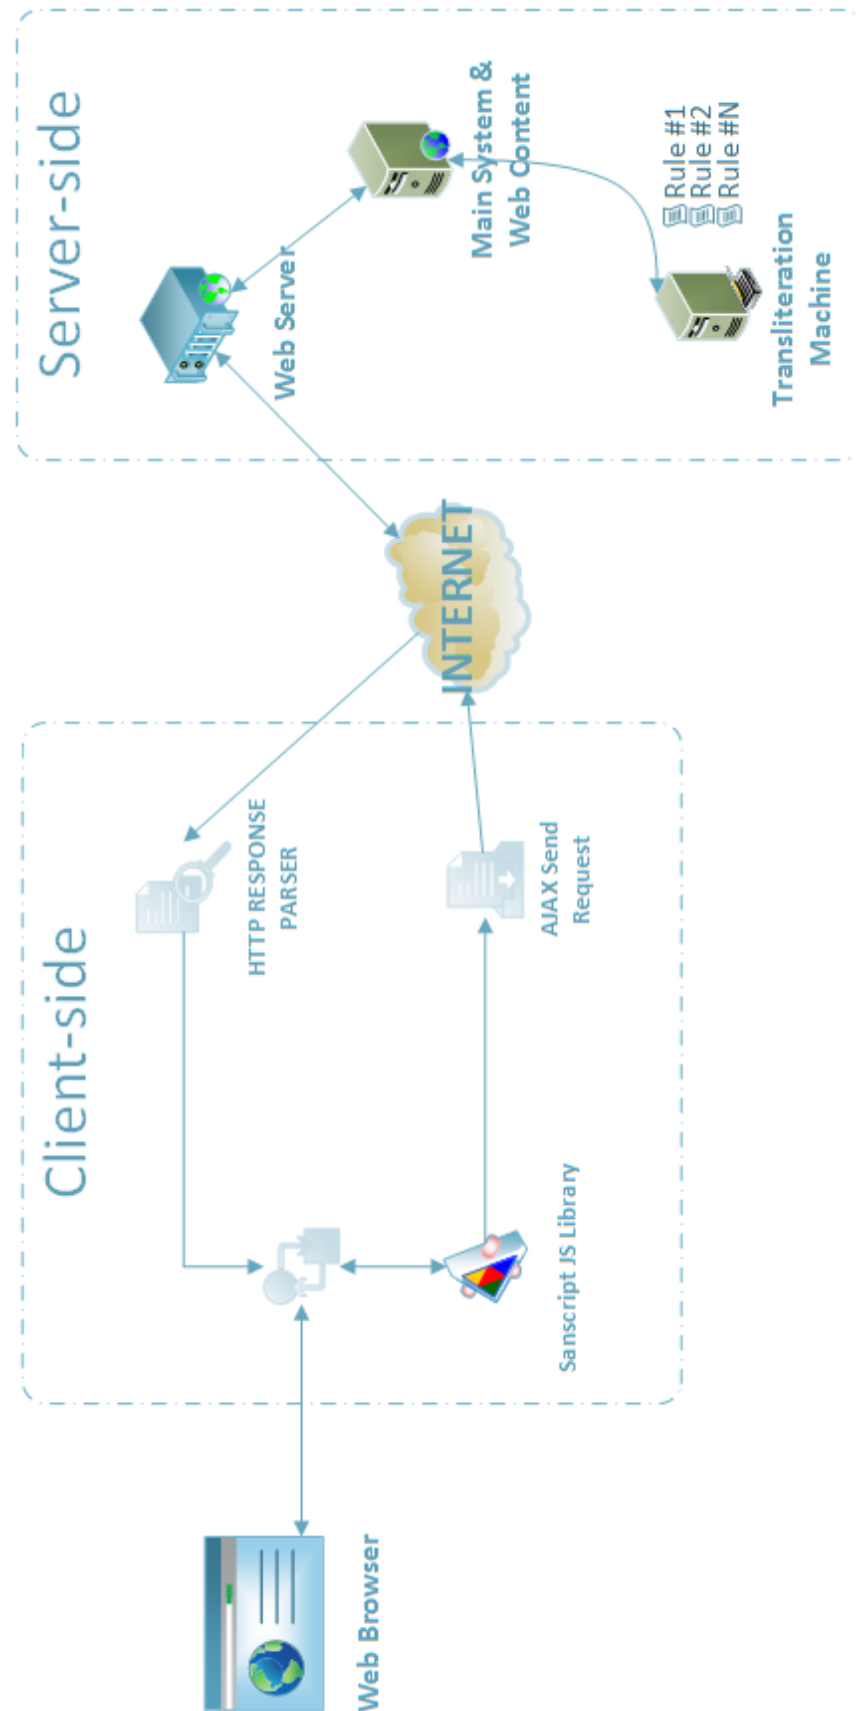 Client-side
Server-side
Web Browser
HTTP RESPONSE
PARSER
Sanscript JS Library
AJAX Send
Request
INTERNET
Web Server
Main System &
Web Content
Rule #1
Rule #2
Rule #N
Transliteration
Machine